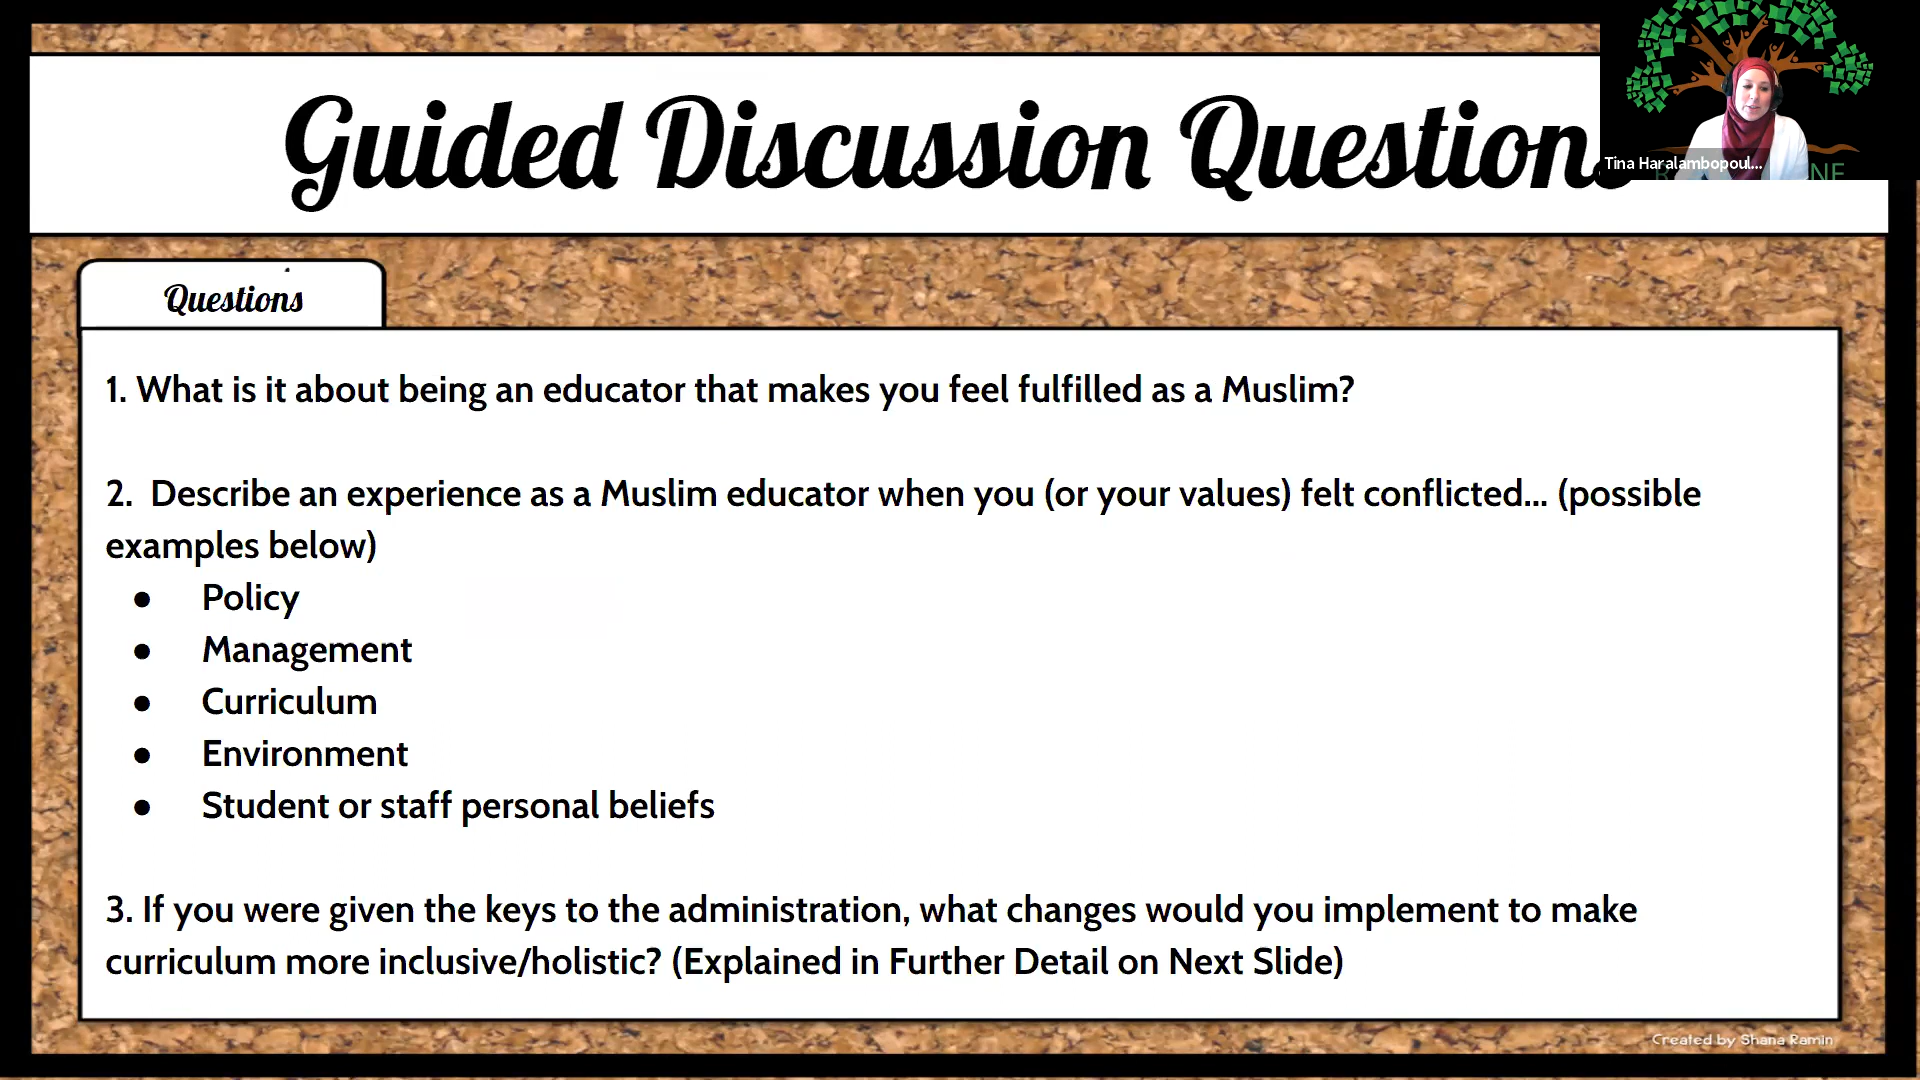 Guided Discussion Questions
Tina Haralambopoul...
NE
Questions
1. What is it about being an educator that makes you feel fulfilled as a Muslim?
2. Describe an experience as a Muslim educator when you (or your values) felt conflicted... (possible
examples below)
● Policy
● Management
● Curriculum
● Environment
● Student or staff personal beliefs
3. If you were given the keys to the administration, what changes would you implement to make
curriculum more inclusive/holistic? (Explained in Further Detail on Next Slide)
Created by Shana Ramin